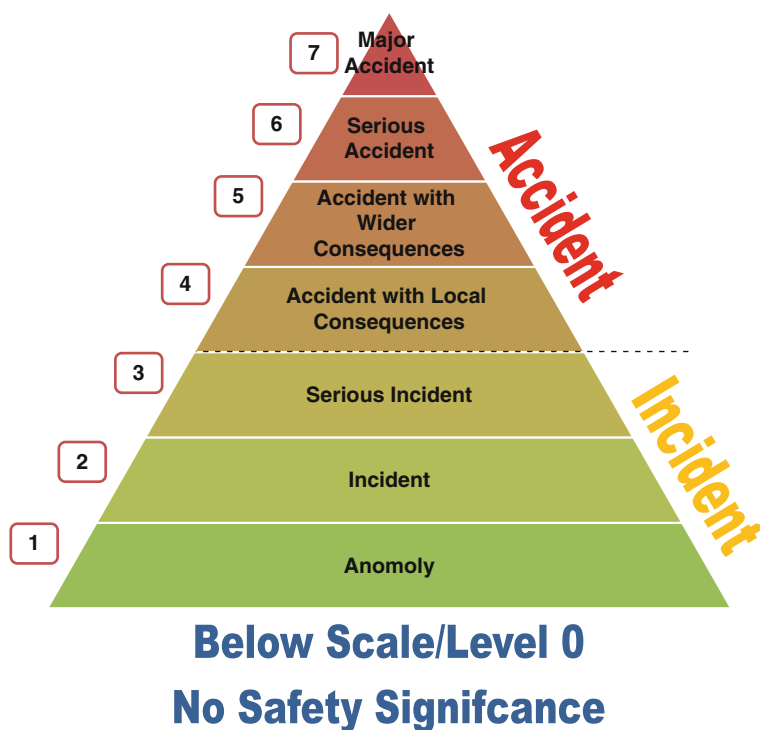 7
Major
Accident
6
Serious
Accident
5
Accident with
Wider
Consequences
4
Accident with Local
Consequences
Accident
3
Serious Incident
2
Incident
1
Anomoly
Incident
Below Scale/Level 0
No Safety Signifcance